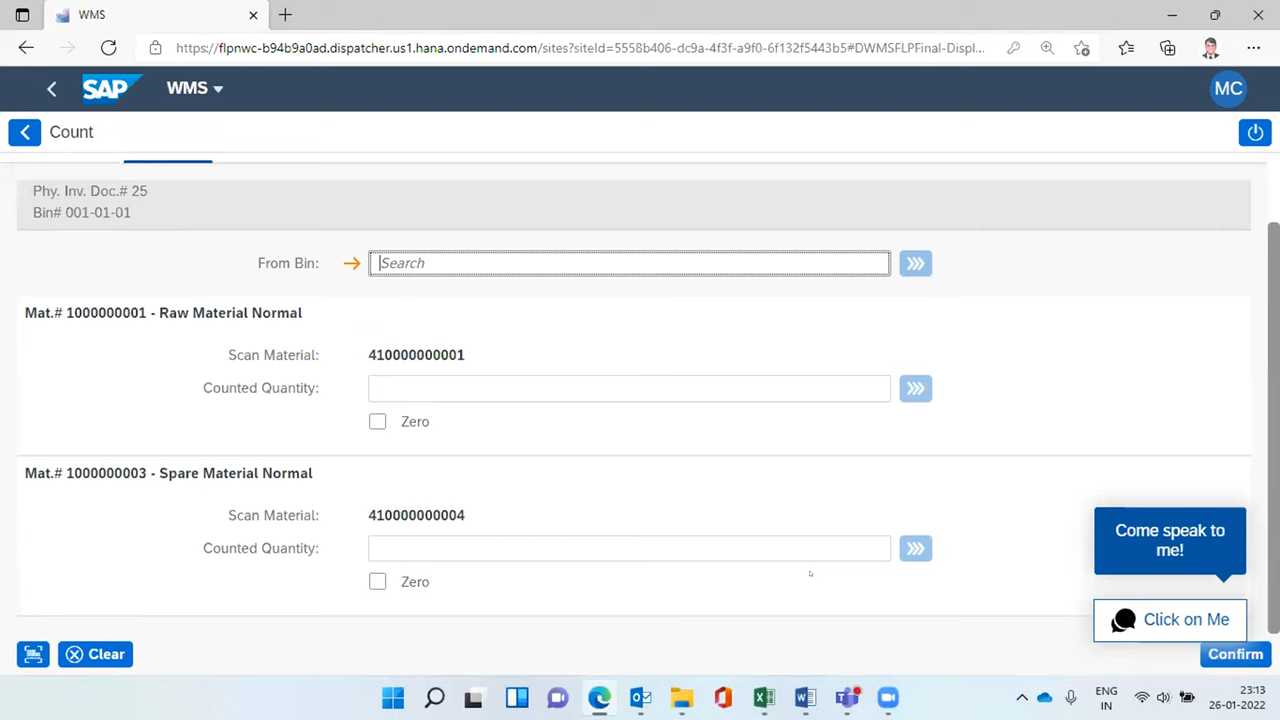 WMS
https://flpnwc-b94b9a0ad.dispatcher.us1.hana.ondemand.com/sites?siteId=5558b406-dc9a-4f3f-a9f0-6f132f5443b5#DWMSFLPFinal-Displ...
SAP
WMS
MC
Count
Phy. Inv. Doc.# 25
Bin# 001-01-01
From Bin:
Search
Mat.# 1000000001 - Raw Material Normal
Scan Material:
410000000001
Counted Quantity:
Zero
Mat.# 1000000003 - Spare Material Normal
Scan Material:
410000000004
Counted Quantity:
Zero
Come speak to
me!
Click on Me
Clear
Confirm
ENG
IN
23:13
26-01-2022